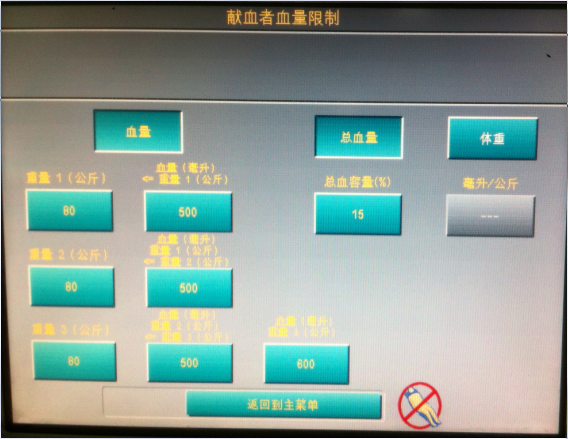 献血者血量限制
血量
总血量
体重
重量 1（公斤）
血量（毫升）
⇐ 重量 1（公斤）
总血容量(%)
毫升/公斤
80
500
15
---
重量 2（公斤）
血量（毫升）
重量 1（公斤）
⇐ 重量 2（公斤）
80
500
重量 3（公斤）
血量（毫升）
重量 2（公斤）
⇐ 重量 3（公斤）
血量（毫升）
重量 3（公斤）
80
500
600
返回到主菜单